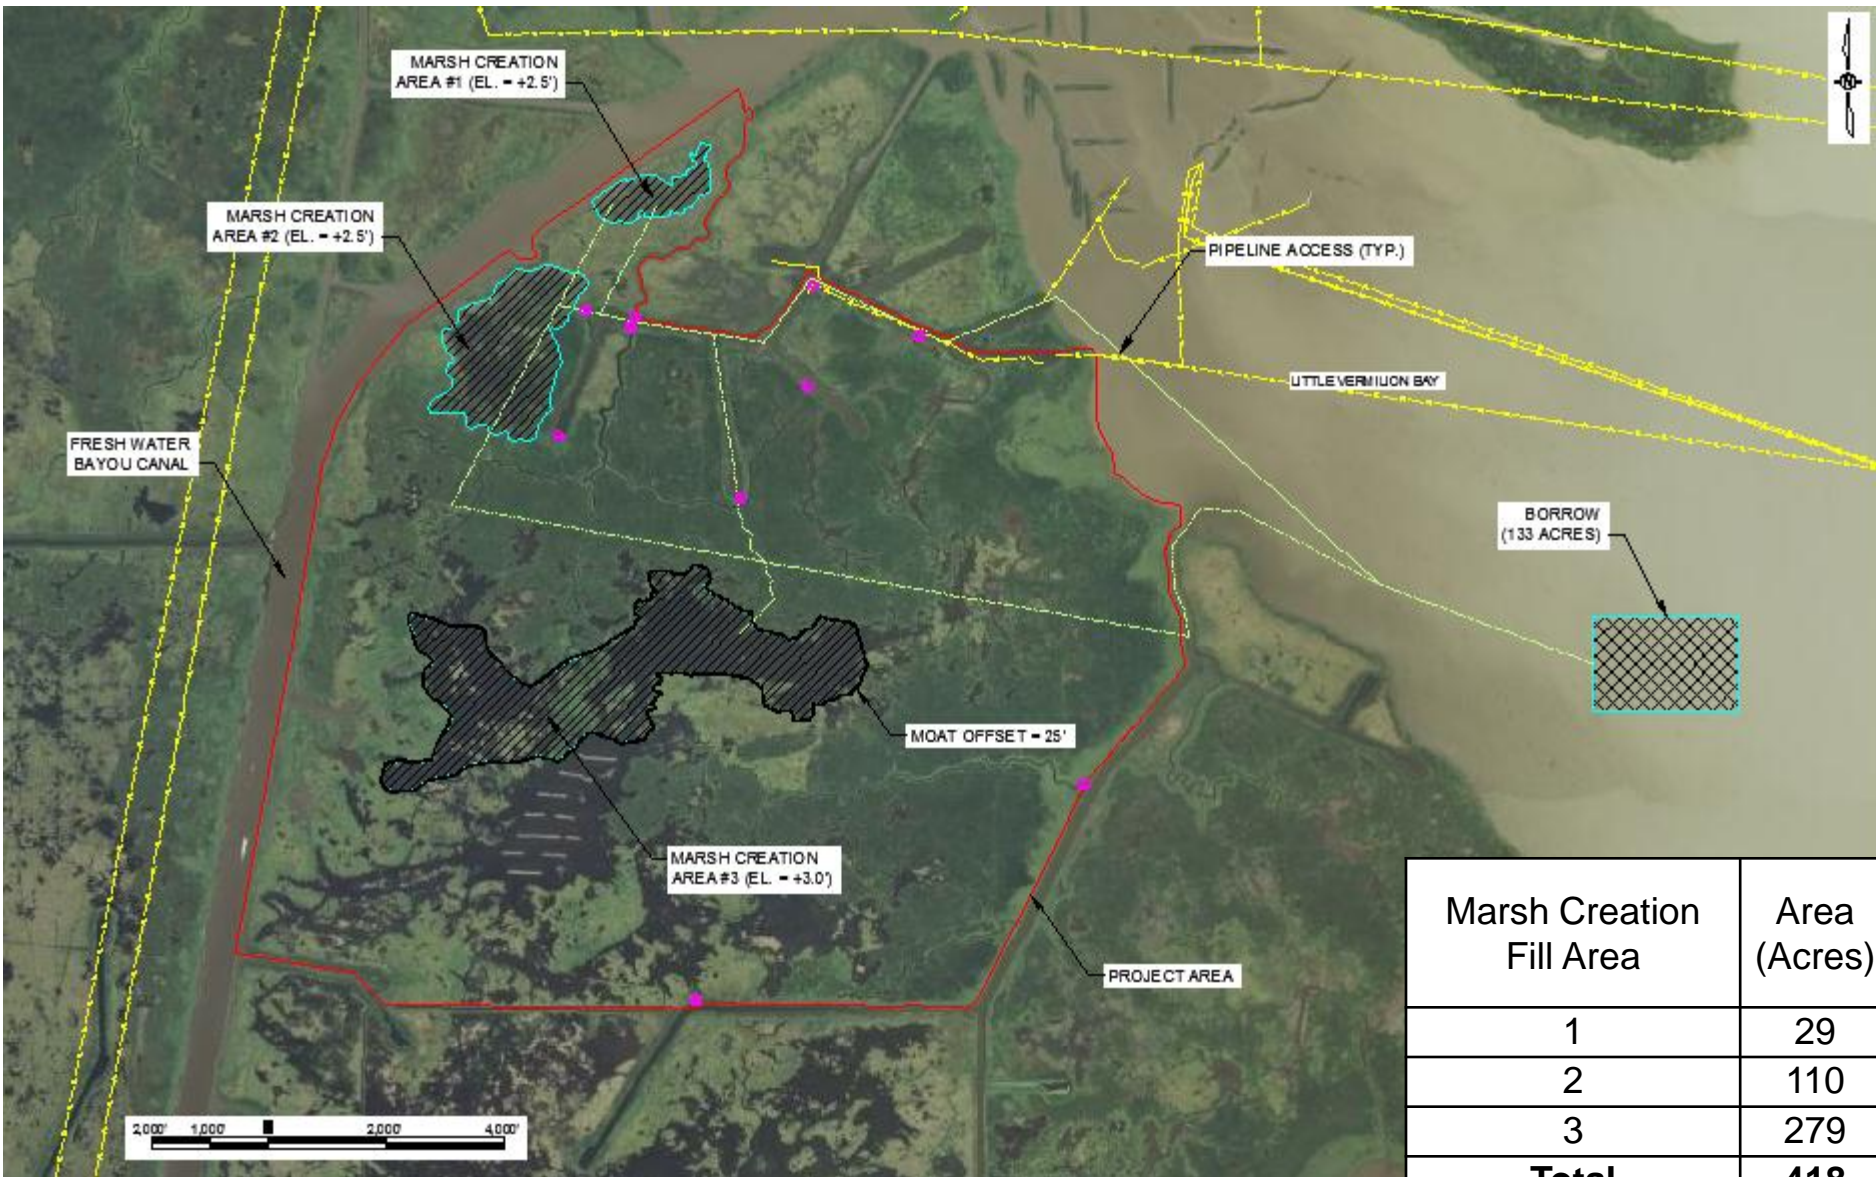 MARSH CREATION
AREA #1 (EL. = +2.5')
N
MARSH CREATION
AREA #2 (EL. = +2.5')
PIPELINE ACCESS (TYP.)
LITTLE VERMILION BAY
FRESH WATER
BAYOU CANAL
BORROW
(133 ACRES)
MOAT OFFSET = 25'
MARSH CREATION
AREA #3 (EL. = +3.0')
PROJECT AREA
2,000' 1,000' 0 2,000' 4,000'
Marsh Creation Area
Fill Area (Acres)
1 29
2 110
3 279
Total 418